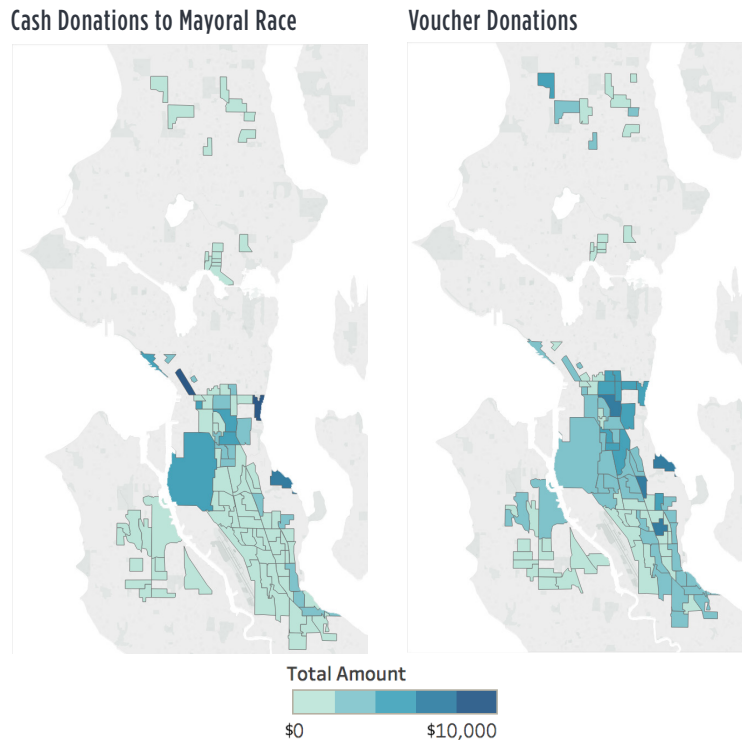 Cash Donations to Mayoral Race
Voucher Donations
Total Amount
$0
$10,000